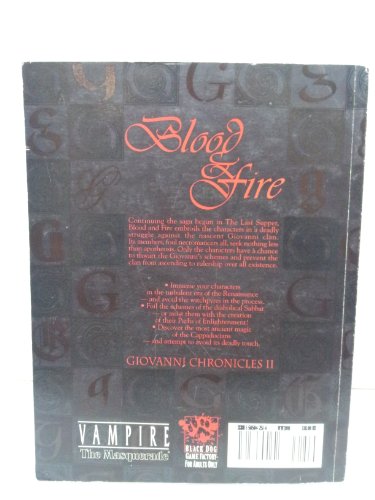 Blood
& Fire
Continuing the saga begun in The Last Supper,
Blood and Fire embroils the characters in a deadly
struggle against the nascent Giovanni clan.
Its members, foul necromancers all, seek nothing less
than apotheosis. Only the characters have a chance
to thwart the Giovanni's schemes and prevent the
clan from ascending to rulership over all existence.
• Immerse your characters
in the turbulent era of the Renaissance
— and avoid the watchfires in the process.
• Foil the schemes of the diabolical Sabbat
— or assist them with the creation
of their Paths of Enlightenment!
• Discover the most ancient magic
of the Cappadocians
— and attempt to avoid its deadly touch.
GIOVANNI CHRONICLES II
VAMPIRE
The Masquerade
BLACK DOG
GAME FACTORY
FOR ADULTS ONLY